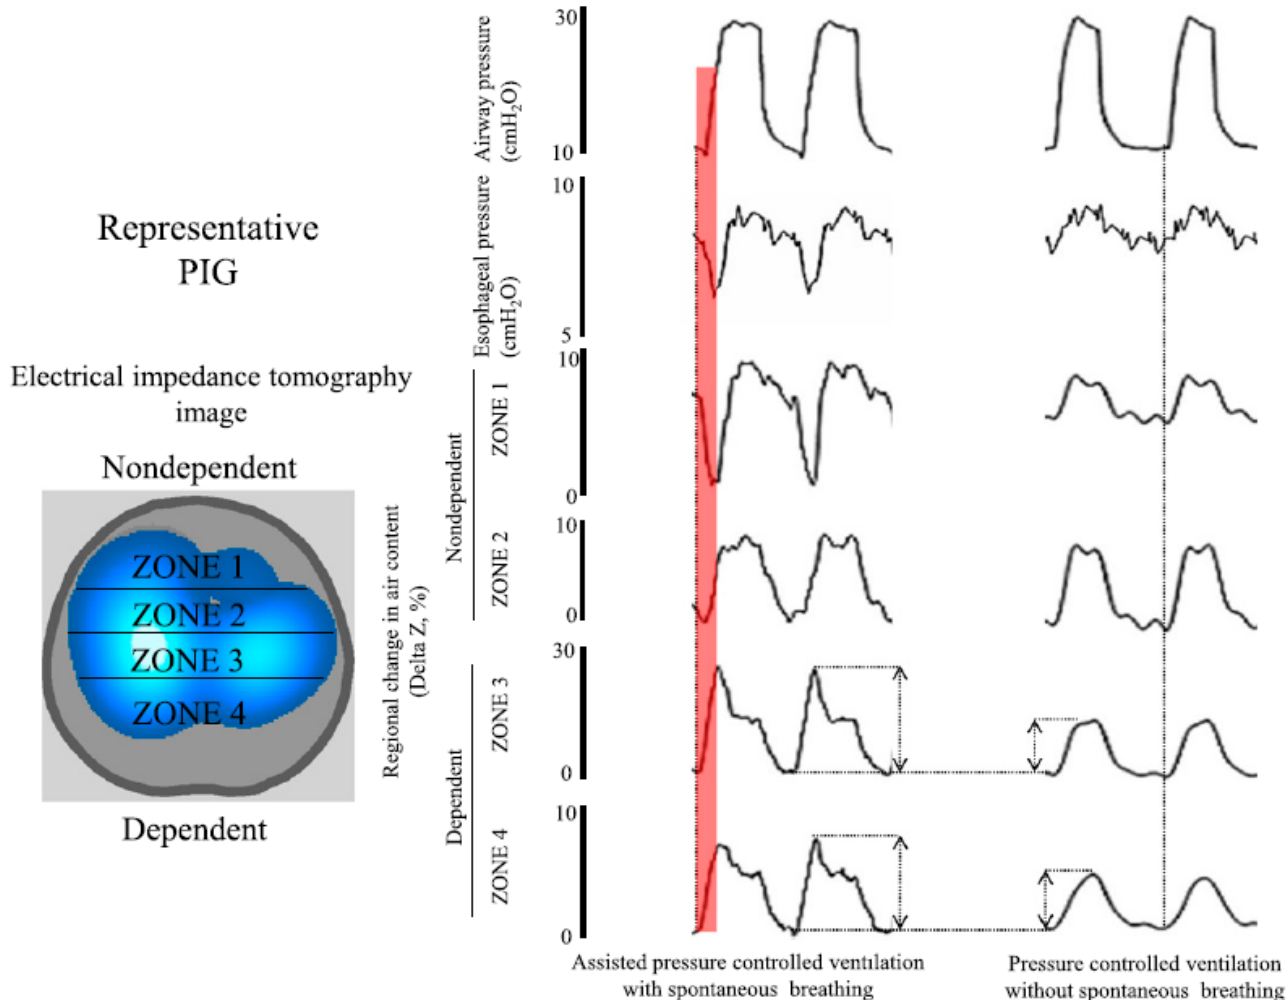 Representative
PIG
Electrical impedance tomography
image
Nondependent
ZONE 1
ZONE 2
ZONE 3
ZONE 4
Dependent
Airway pressure
(cmH2O)
30
10
Esophageal pressure
(cmH2O)
10
5
Regional change in air content
(Delta Z, %)
Nondependent
ZONE 1
10
0
ZONE 2
10
0
Dependent
ZONE 3
30
0
ZONE 4
10
0
Assisted pressure controlled ventilation
with spontaneous breathing
Pressure controlled ventilation
without spontaneous breathing